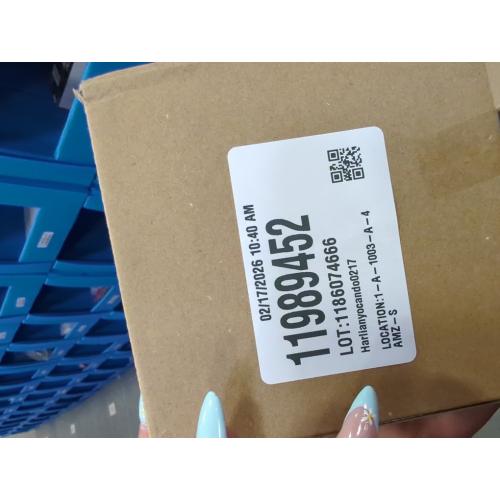 02/17/2026 10:40 AM
11989452
LOT:1186074666
Harlianyocando0217
LOCATION:1-A-1003-A-4
AMZ-S